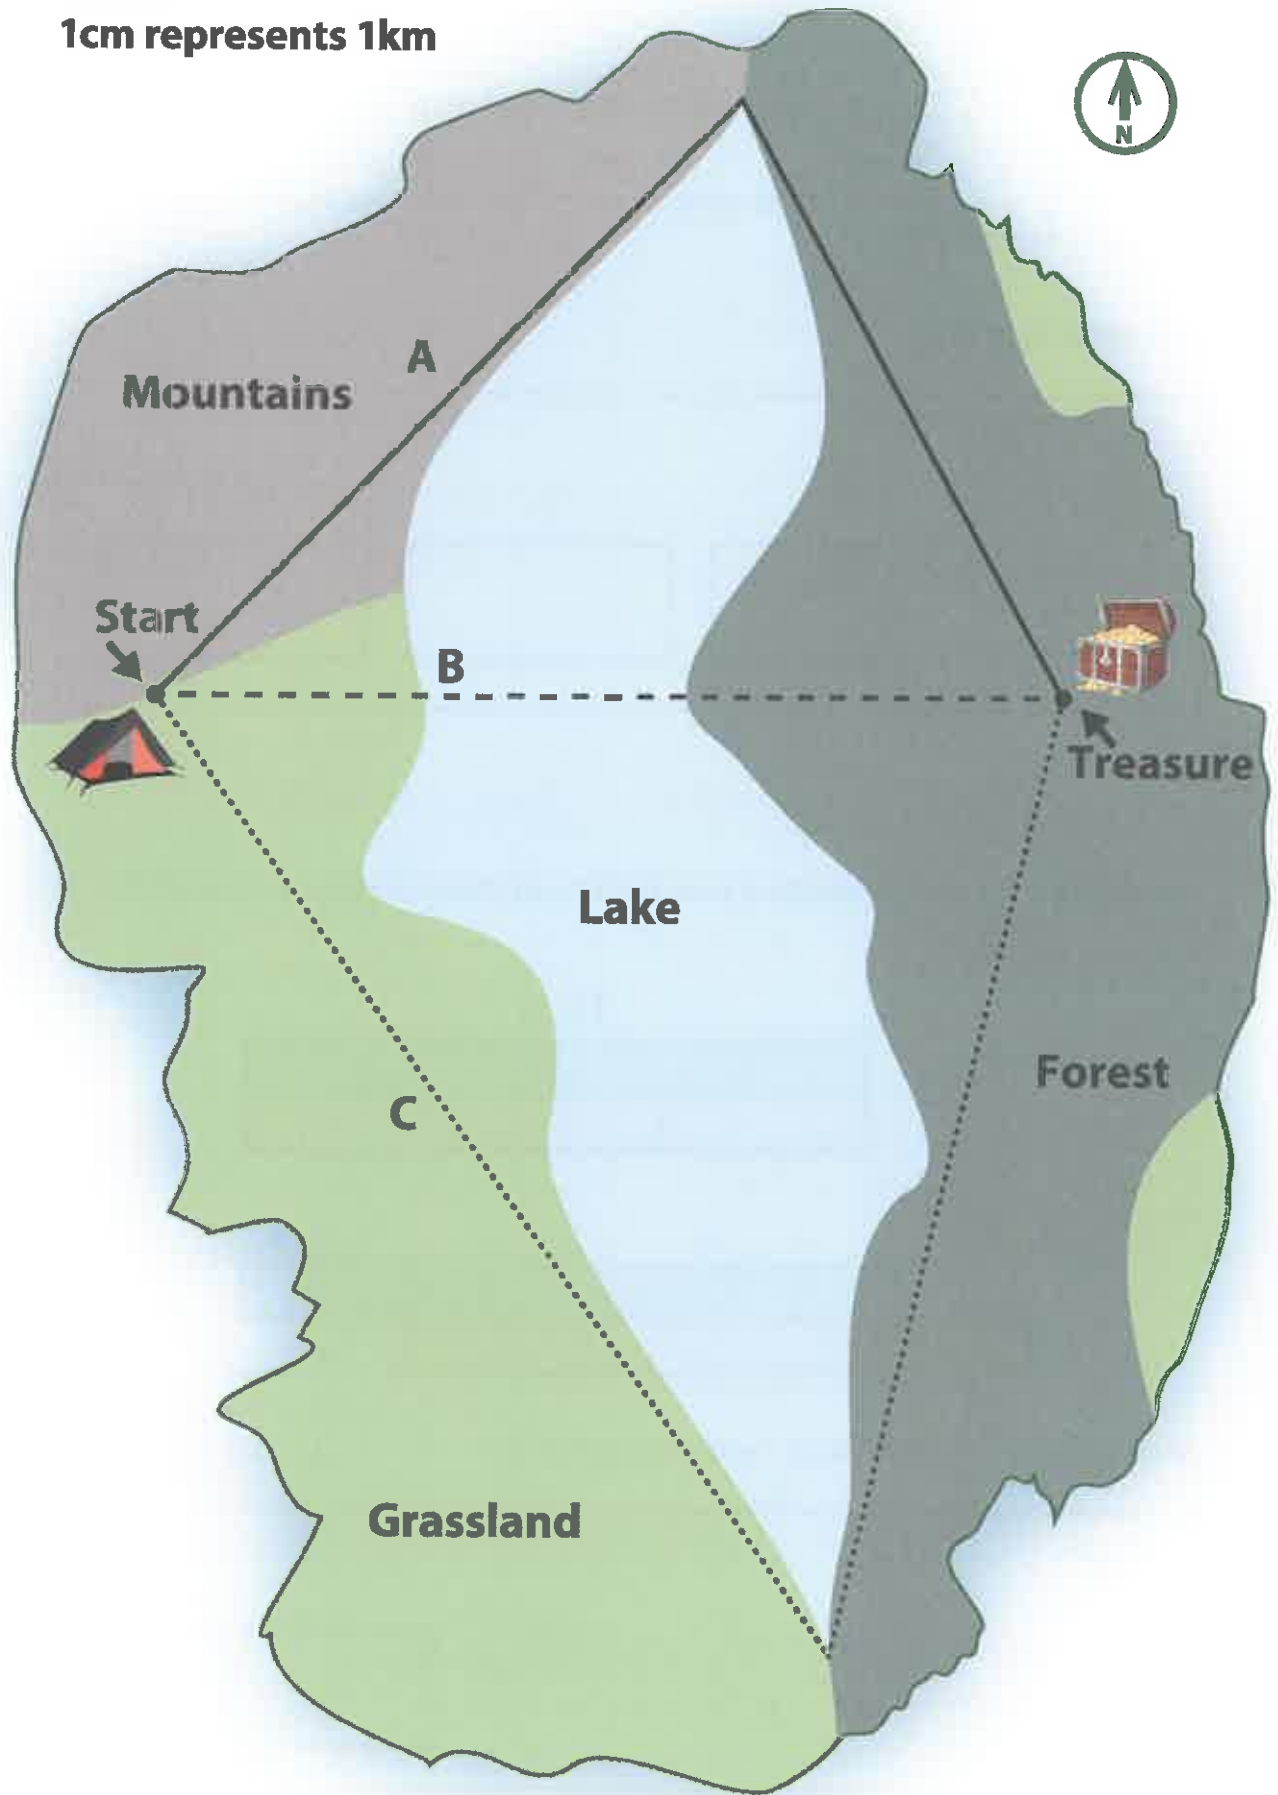 1cm represents 1km
N
A
Mountains
Start
B
Treasure
Lake
Forest
C
Grassland